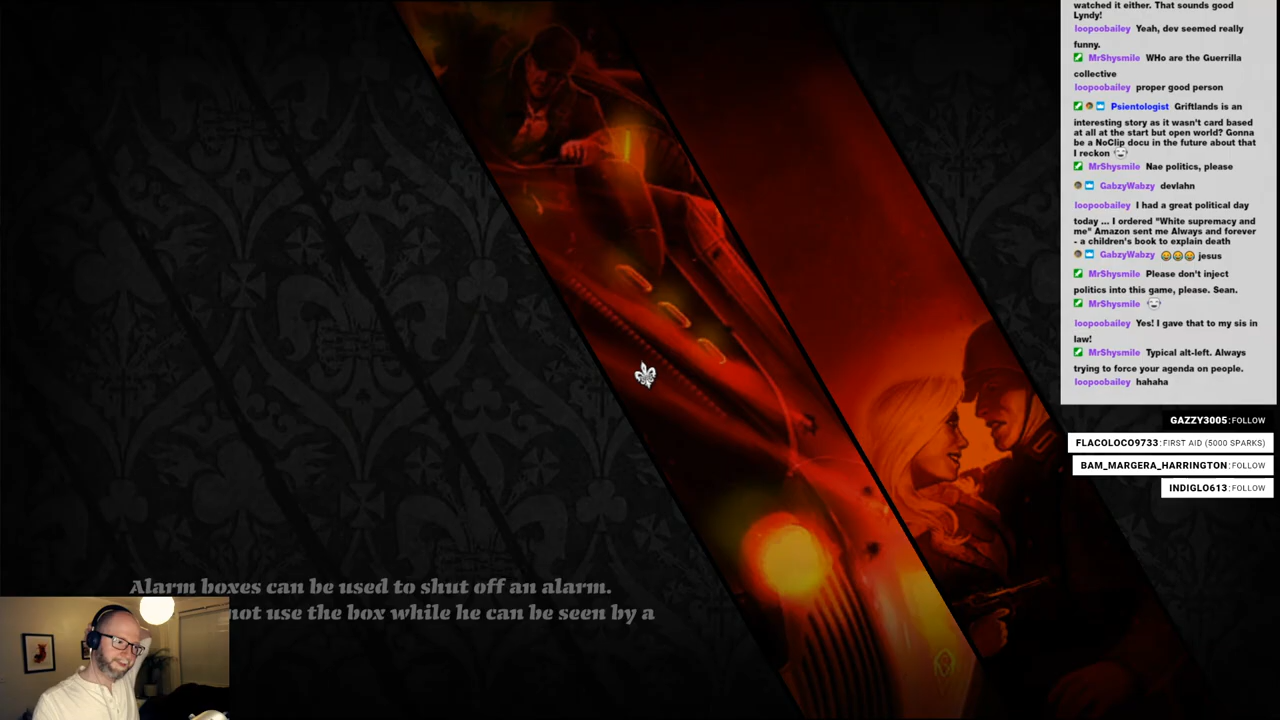 watched it either. That sounds good
Lyndy!
loopoobailey Yeah, dev seemed really
funny.
MrShysmile WHo are the Guerrilla
collective
loopoobailey proper good person
Psientologist Griftlands is an
interesting story as it wasn't card based
at all at the start but open world? Gonna
be a NoClip docu in the future about that
I reckon
MrShysmile Nae politics, please
GabzyWabzy devlahn
loopoobailey I had a great political day
today ... I ordered "White supremacy and
me" Amazon sent me Always and forever
- a children's book to explain death
GabzyWabzy jesus
MrShysmile Please don't inject
politics into this game, please. Sean.
MrShysmile
loopoobailey Yes! I gave that to my sis in
law!
MrShysmile Typical alt-left. Always
trying to force your agenda on people.
loopoobailey hahaha
GAZZY3005:FOLLOW
FLACOLOCO9733:FIRST AID (5000 SPARKS)
BAM_MARGERA_HARRINGTON:FOLLOW
INDIGLO613:FOLLOW
Alarm boxes can be used to shut off an alarm.
not use the box while he can be seen by a